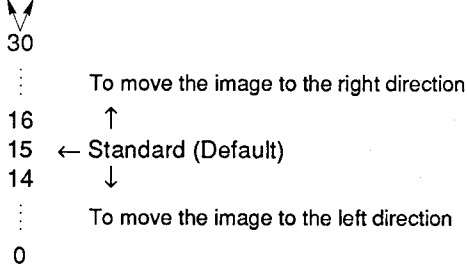 30
⋮ To move the image to the right direction
16 ↑
15 ← Standard (Default)
14 ↓
⋮ To move the image to the left direction
0